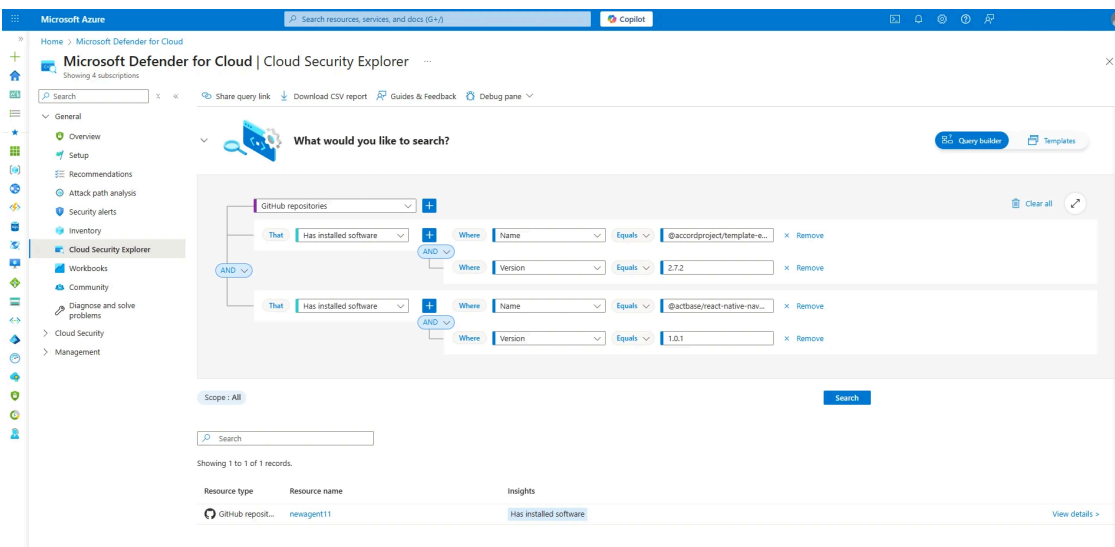 Microsoft Azure
Search resources, services, and docs (G+/)
Copilot
Home > Microsoft Defender for Cloud
Microsoft Defender for Cloud | Cloud Security Explorer ...
Showing 4 subscriptions
Search
Share query link
Download CSV report
Guides & Feedback
Debug pane
General
Overview
Setup
Recommendations
Attack path analysis
Security alerts
Inventory
Cloud Security Explorer
Workbooks
Community
Diagnose and solve
problems
Cloud Security
Management
What would you like to search?
Query builder
Templates
GitHub repositories
Clear all
That Has installed software Where Name Equals @accordproject/template-e... × Remove
AND
Where Version Equals 2.7.2 × Remove
AND
That Has installed software Where Name Equals @actbase/react-native-nav... × Remove
AND
Where Version Equals 1.0.1 × Remove
Scope : All
Search
Search
Showing 1 to 1 of 1 records.
Resource type Resource name Insights
GitHub reposit... newagent11 Has installed software View details >